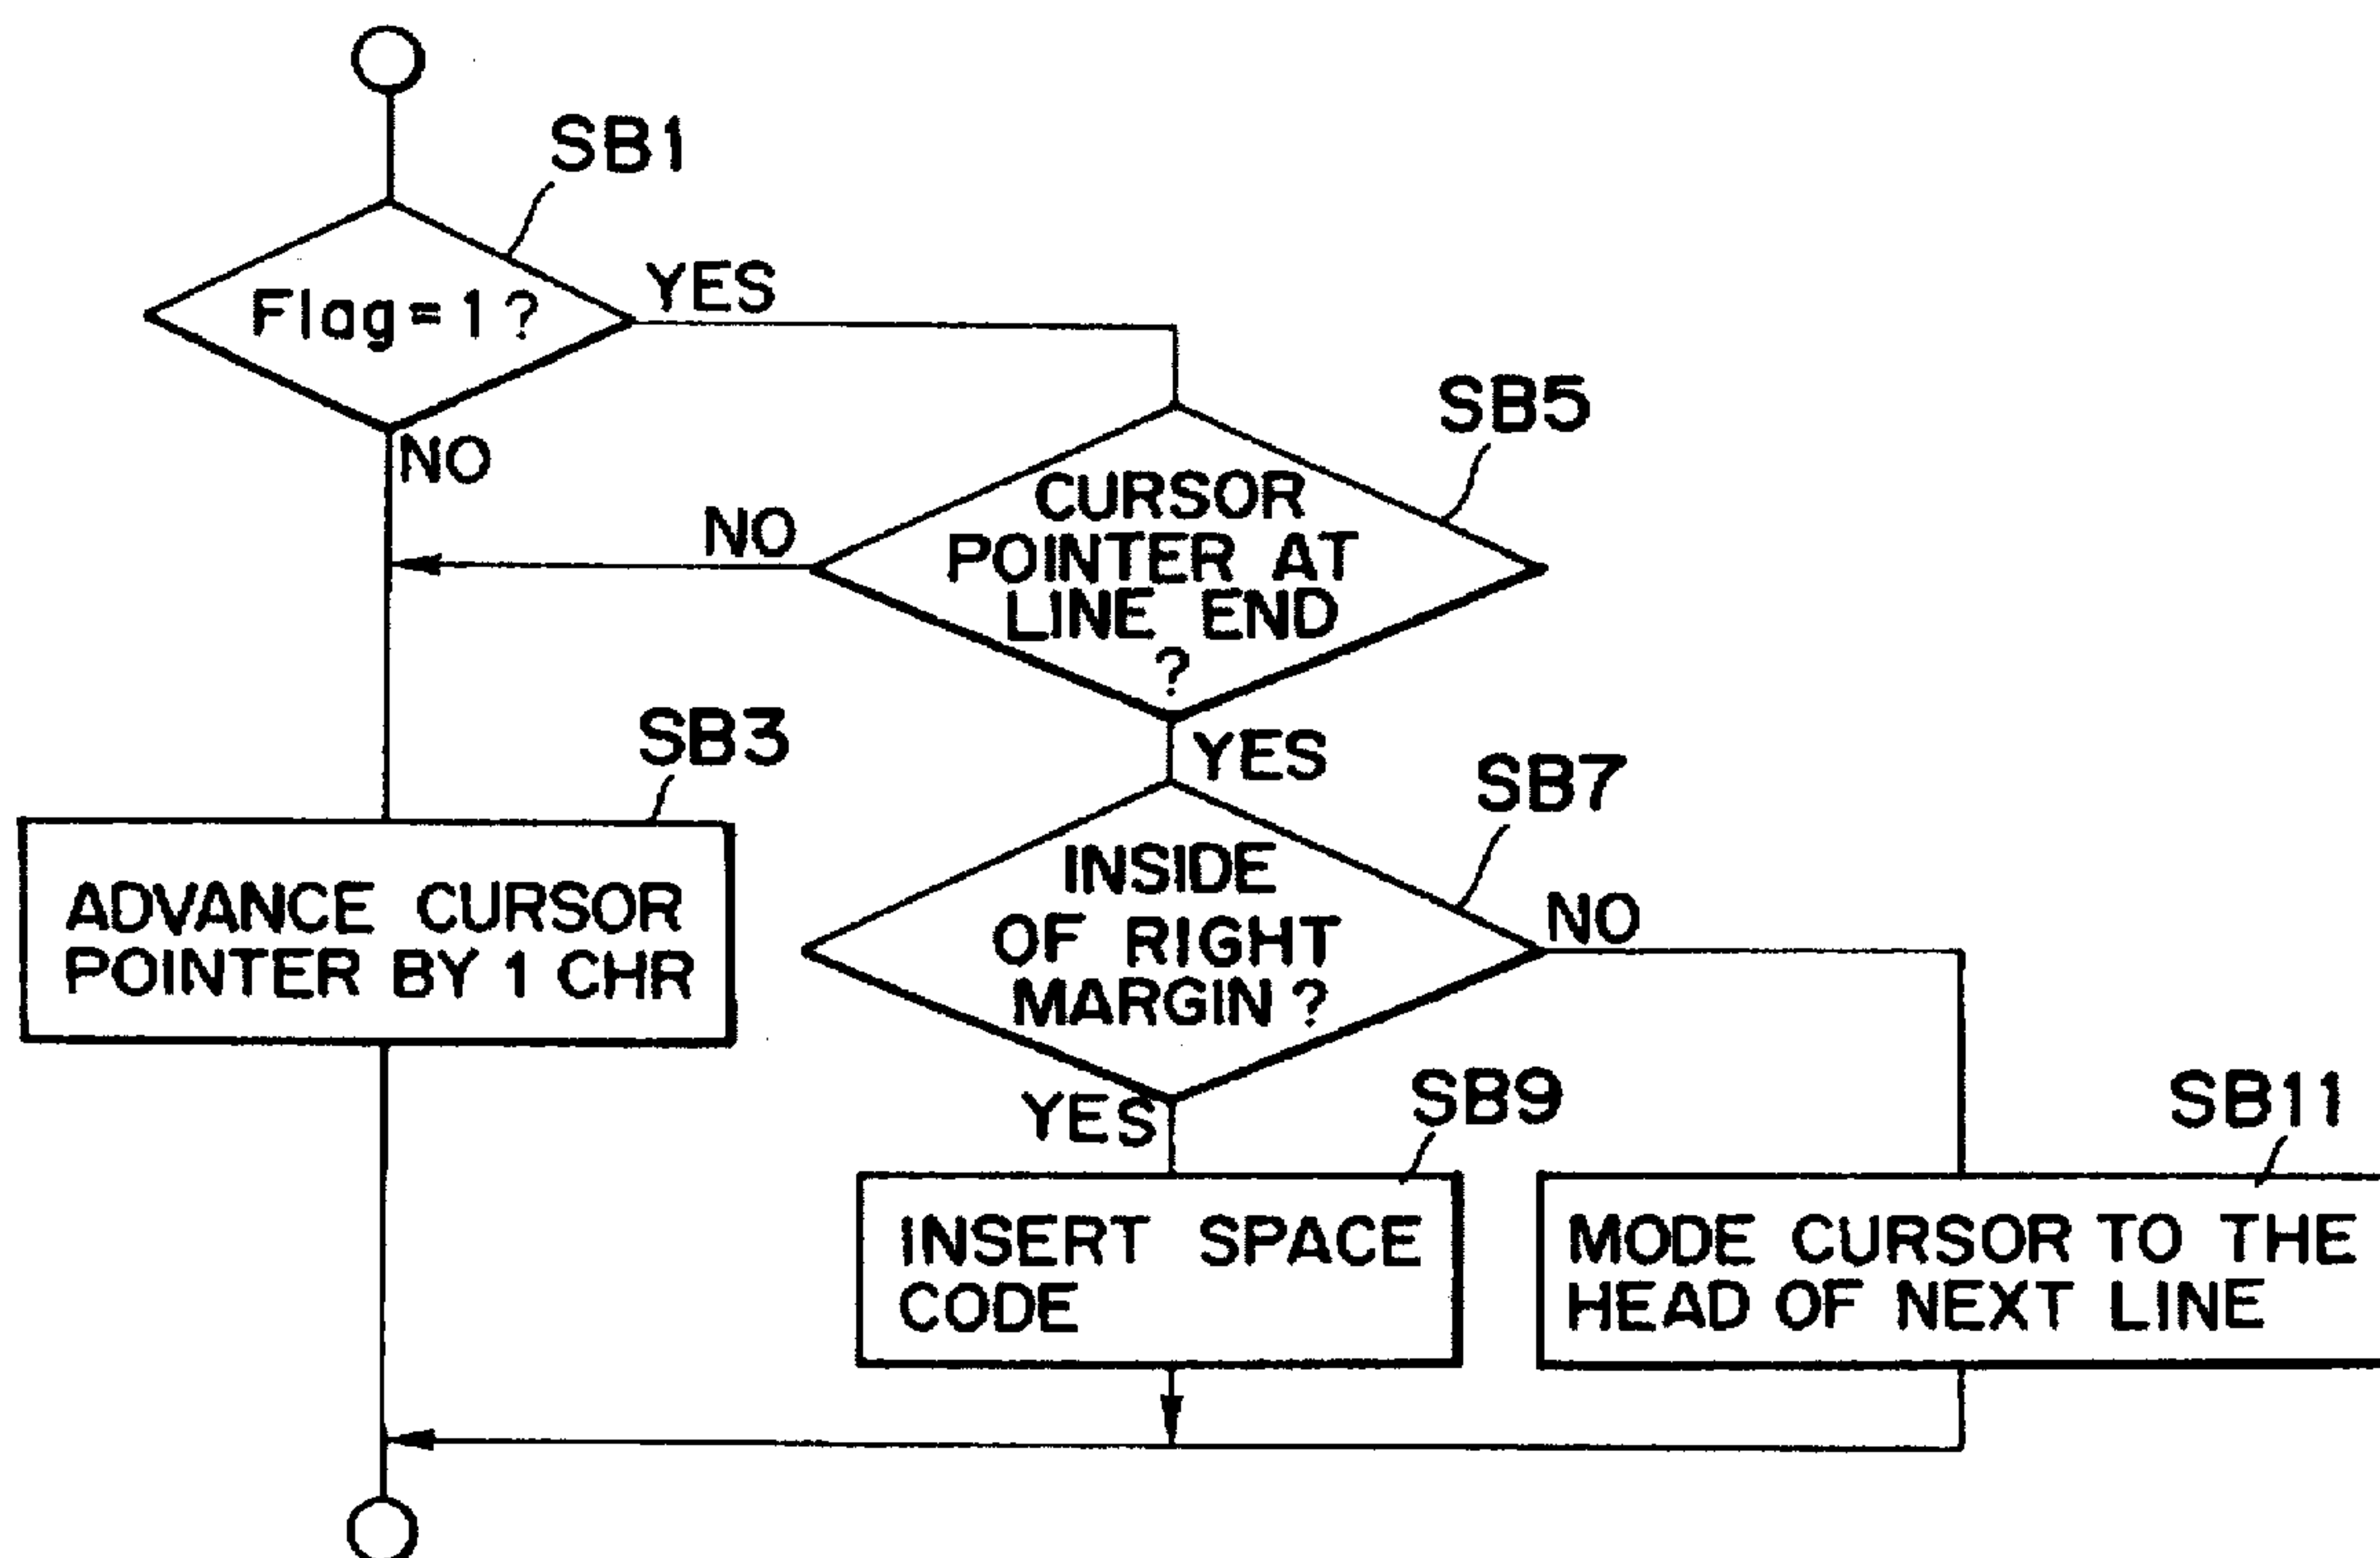 SB1
Flag=1?
YES
NO
SB5
CURSOR
POINTER AT
LINE END
?
NO
YES
SB3
ADVANCE CURSOR
POINTER BY 1 CHR
SB7
INSIDE
OF RIGHT
MARGIN?
NO
YES
SB9
INSERT SPACE
CODE
SB11
MODE CURSOR TO THE
HEAD OF NEXT LINE